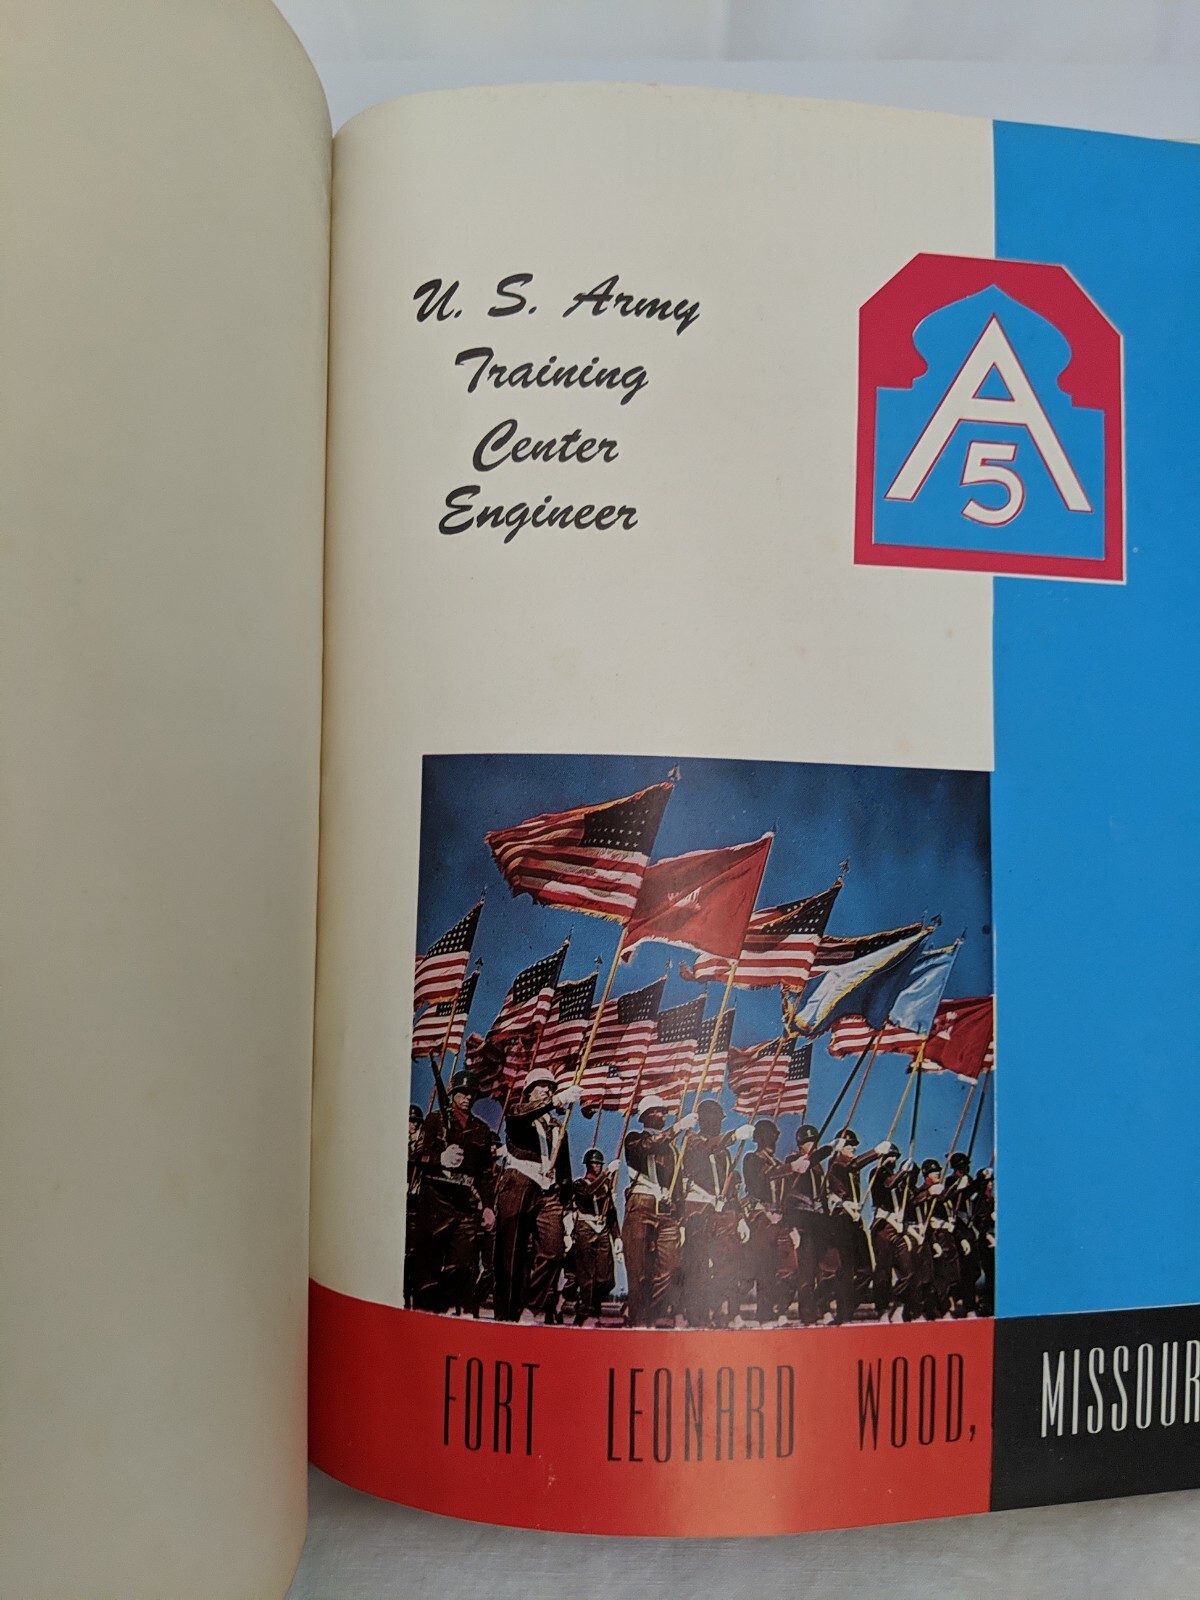 U. S. Army
Training
Center
Engineer
A
5
FORT LEONARD WOOD, MISSOUR